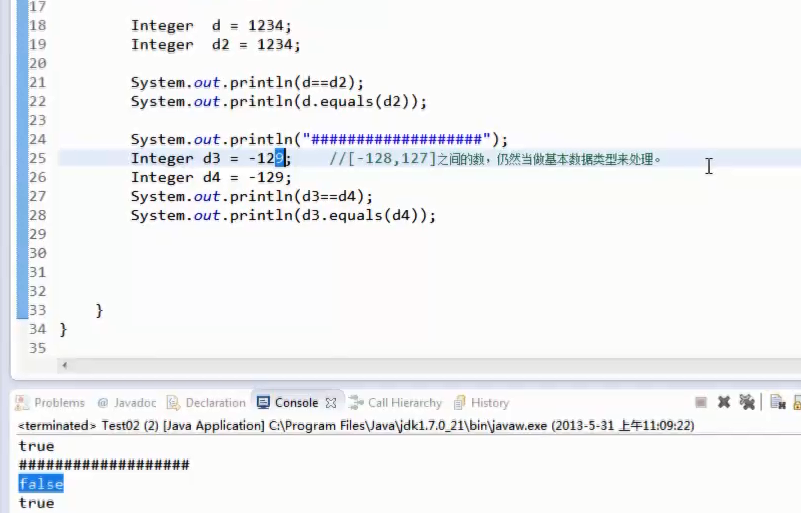 17
18 Integer d = 1234;
19 Integer d2 = 1234;
20
21 System.out.println(d==d2);
22 System.out.println(d.equals(d2));
23
24 System.out.println("###################");
25 Integer d3 = -129; //[-128,127]之间的数，仍然当做基本数据类型来处理。
26 Integer d4 = -129;
27 System.out.println(d3==d4);
28 System.out.println(d3.equals(d4));
29
30
31
32
33 }
34 }
35
Problems @ Javadoc Declaration Console Call Hierarchy History
<terminated> Test02 (2) [Java Application] C:\Program Files\Java\jdk1.7.0_21\bin\javaw.exe (2013-5-31 上午11:09:22)
true
###################
false
true